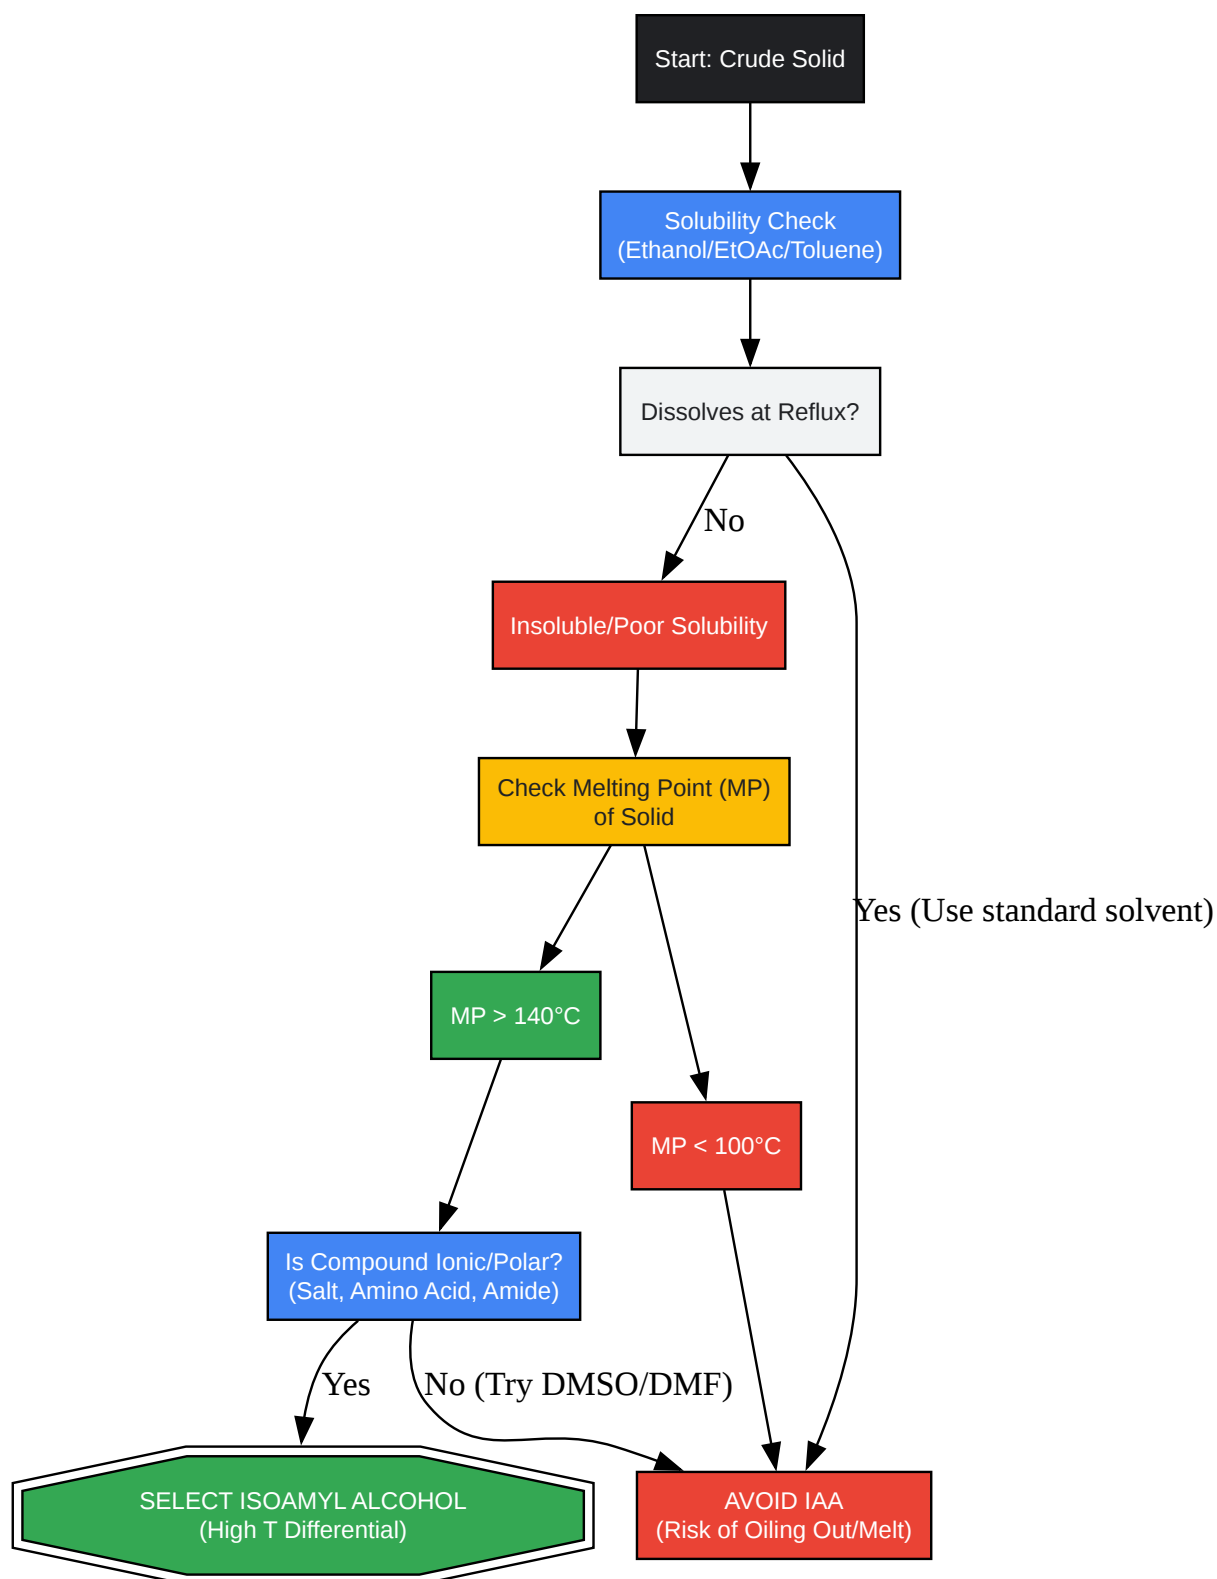 Start: Crude Solid
Solubility Check
(Ethanol/EtOAc/Toluene)
Dissolves at Reflux?
No
Insoluble/Poor Solubility
Check Melting Point (MP)
of Solid
Yes (Use standard solvent)
MP > 140°C
MP < 100°C
Is Compound Ionic/Polar?
(Salt, Amino Acid, Amide)
Yes
No (Try DMSO/DMF)
SELECT ISOAMYL ALCOHOL
(High T Differential)
AVOID IAA
(Risk of Oiling Out/Melt)